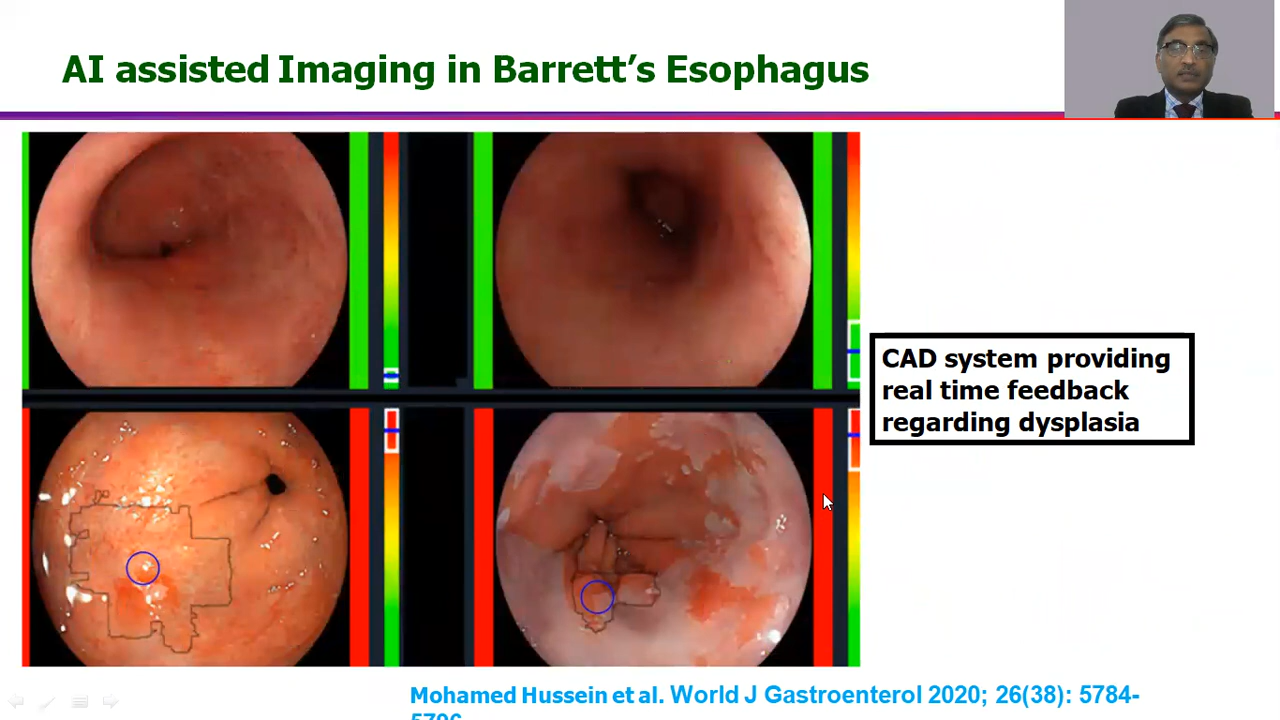 AI assisted Imaging in Barrett’s Esophagus
CAD system providing
real time feedback
regarding dysplasia
Mohamed Hussein et al. World J Gastroenterol 2020; 26(38): 5784-